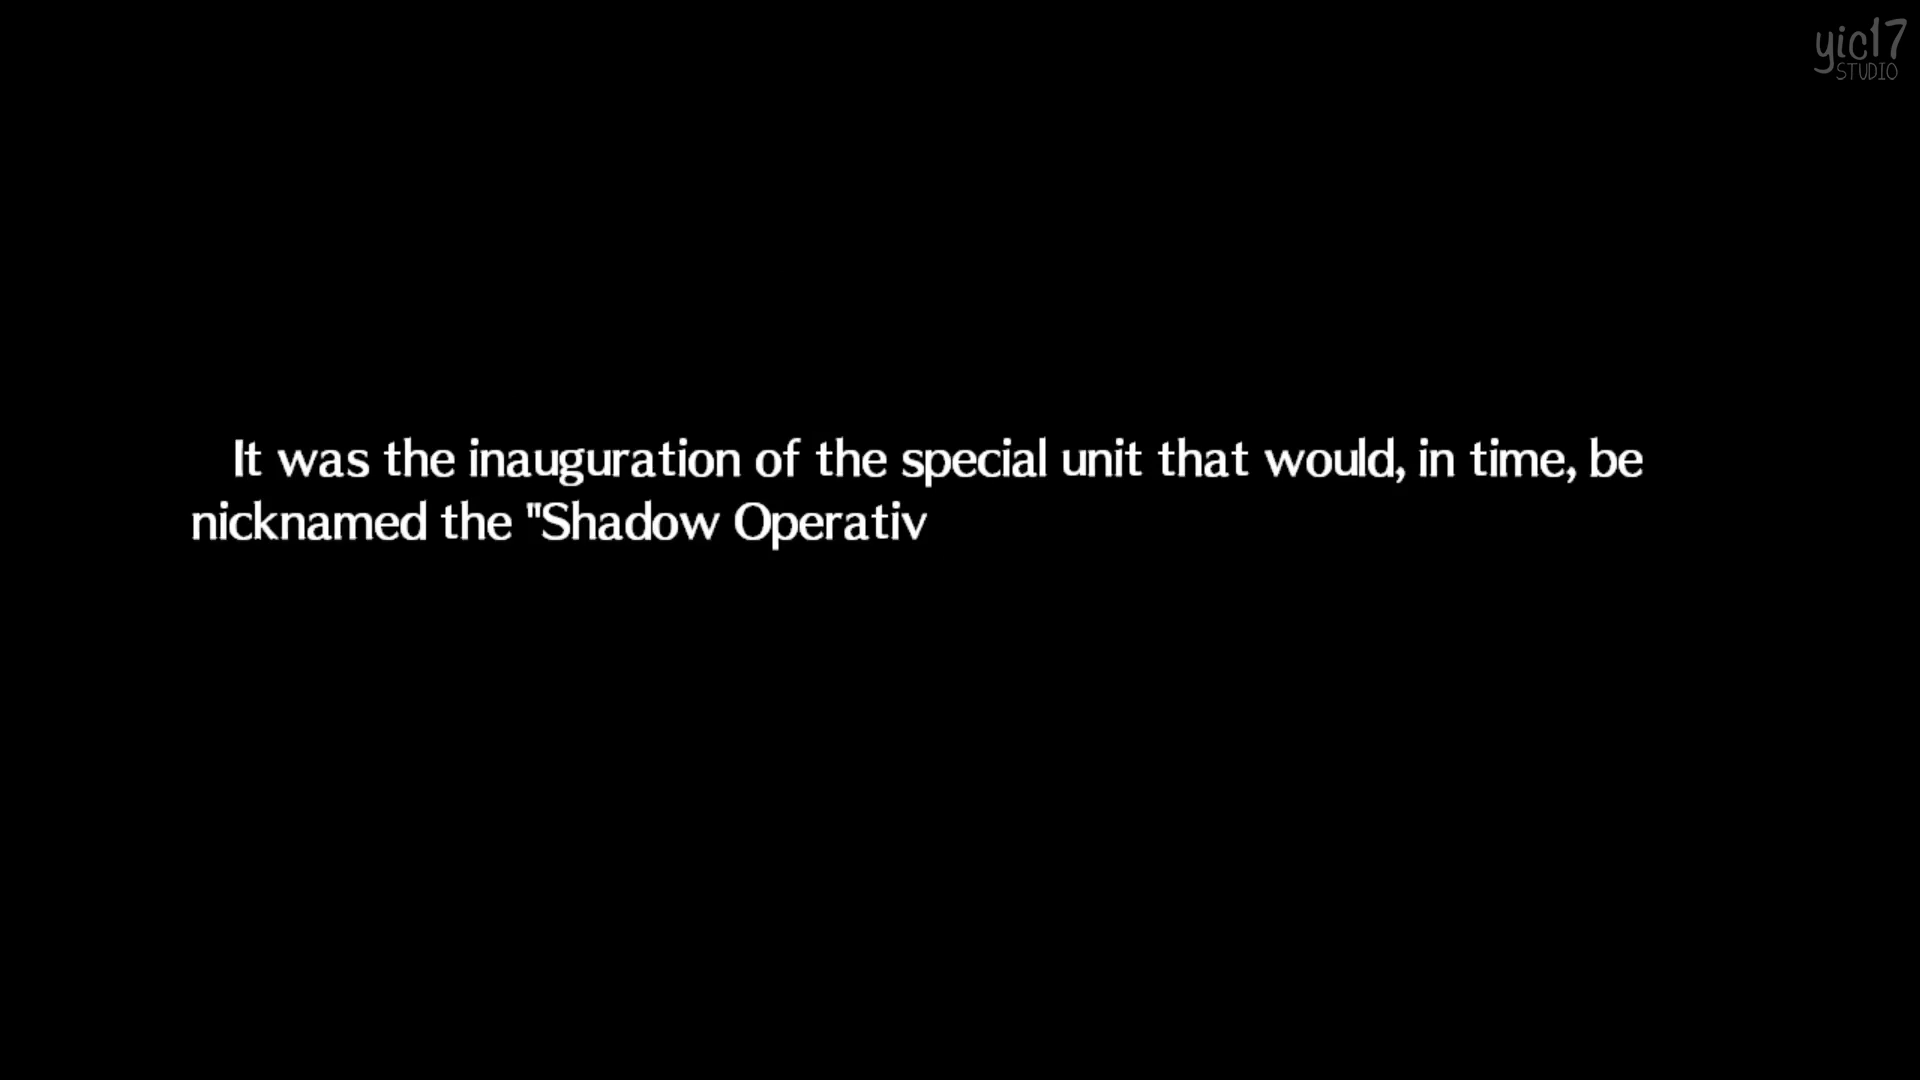 yic17
STUDIO
It was the inauguration of the special unit that would, in time, be
nicknamed the "Shadow Operativ